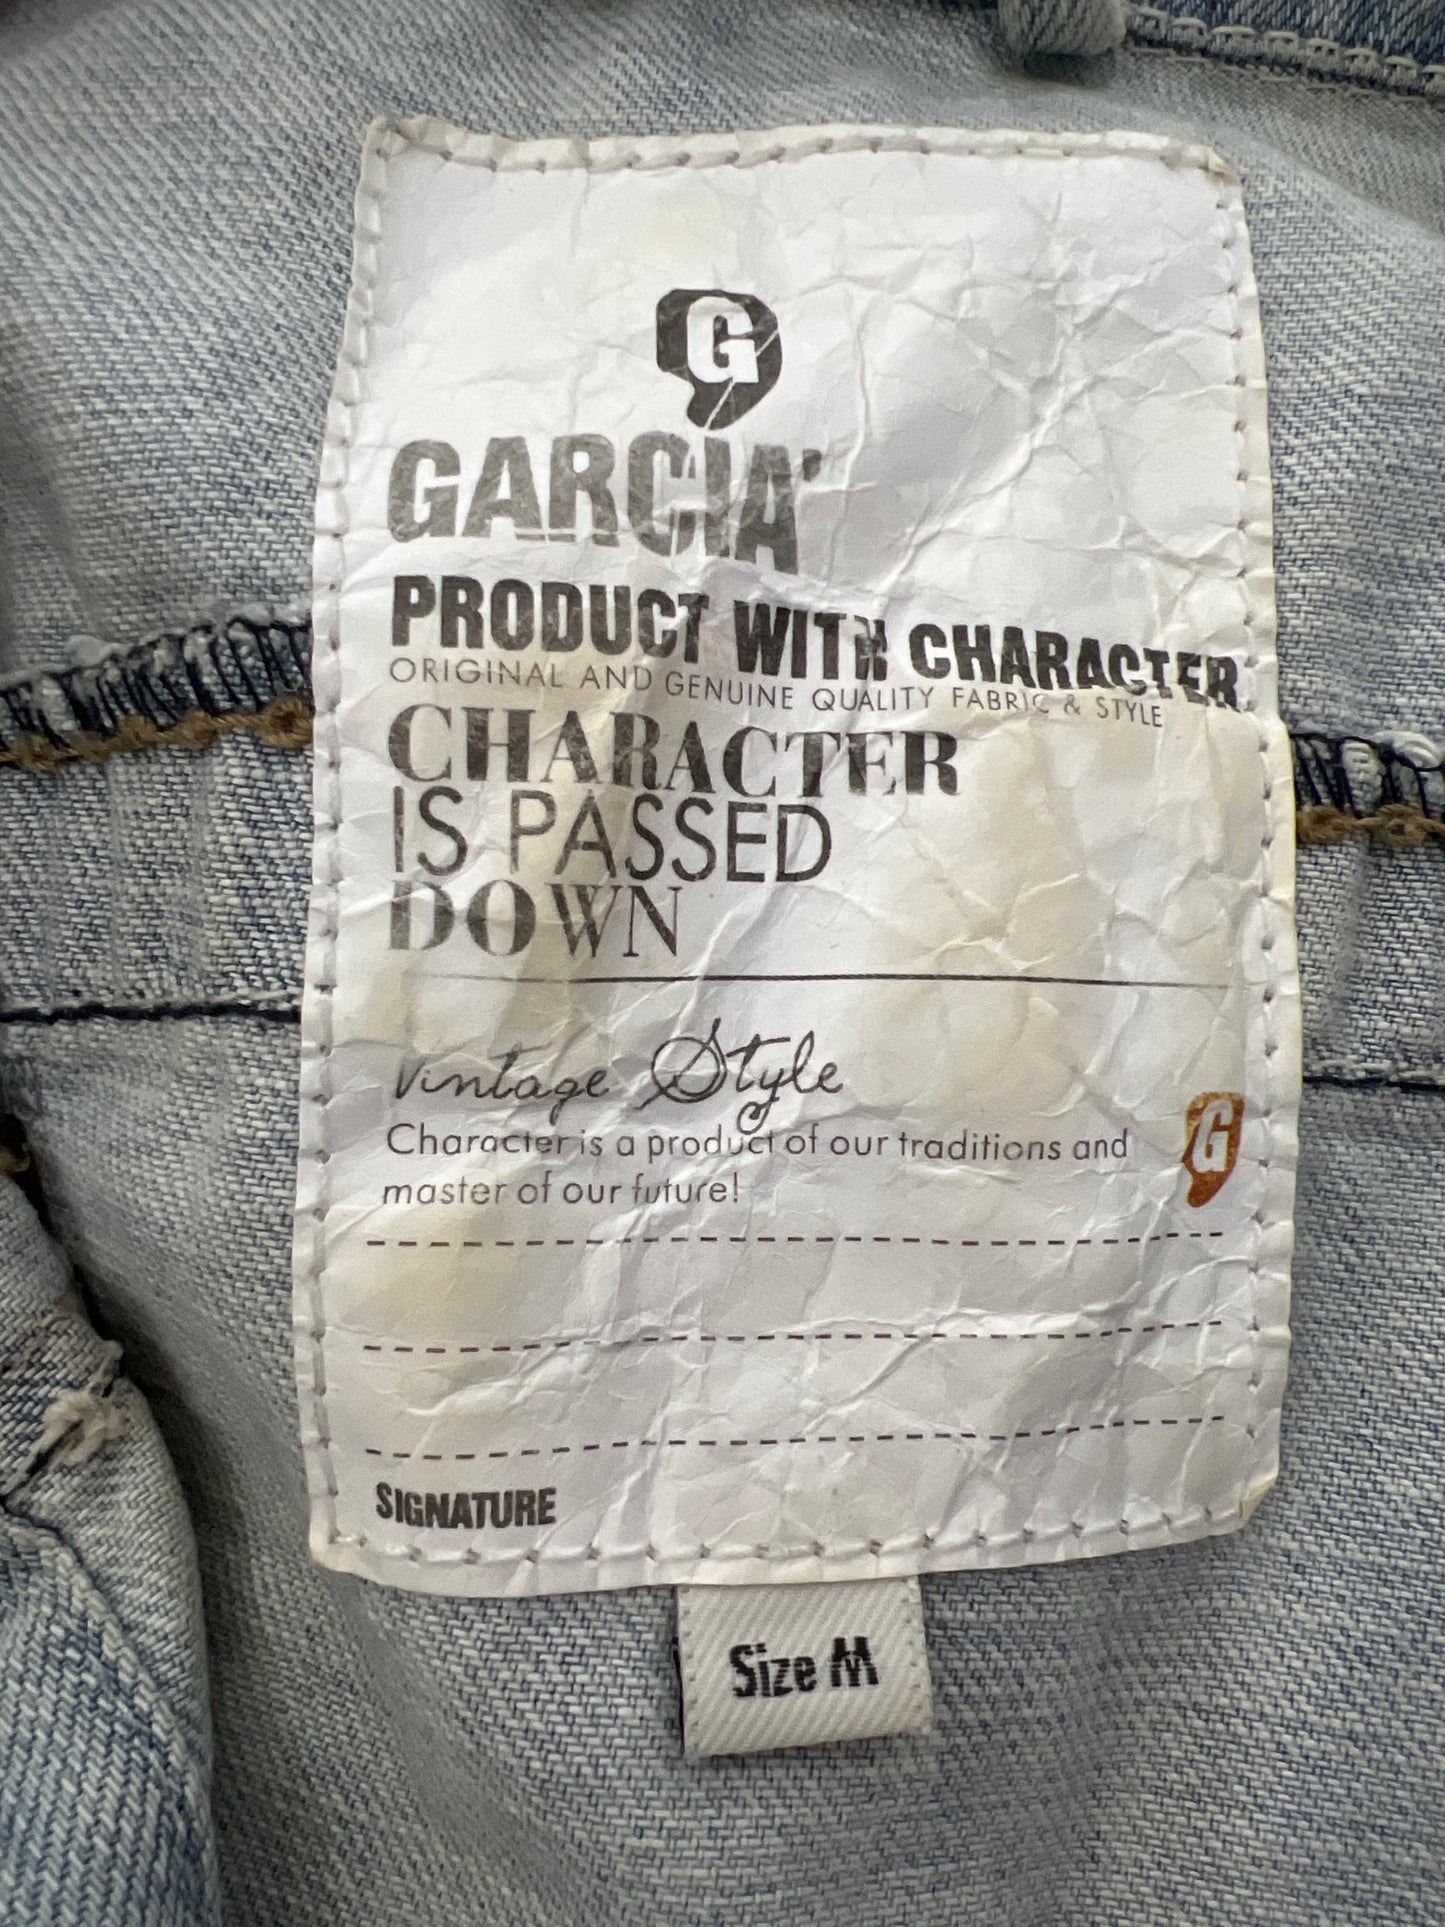 G
GARCIA
PRODUCT WITH CHARACTER
ORIGINAL AND GENUINE QUALITY FABRIC & STYLE
CHARACTER
IS PASSED
DOWN
Vintage Style
Character is a product of our traditions and
master of our future!
G
SIGNATURE
Size M